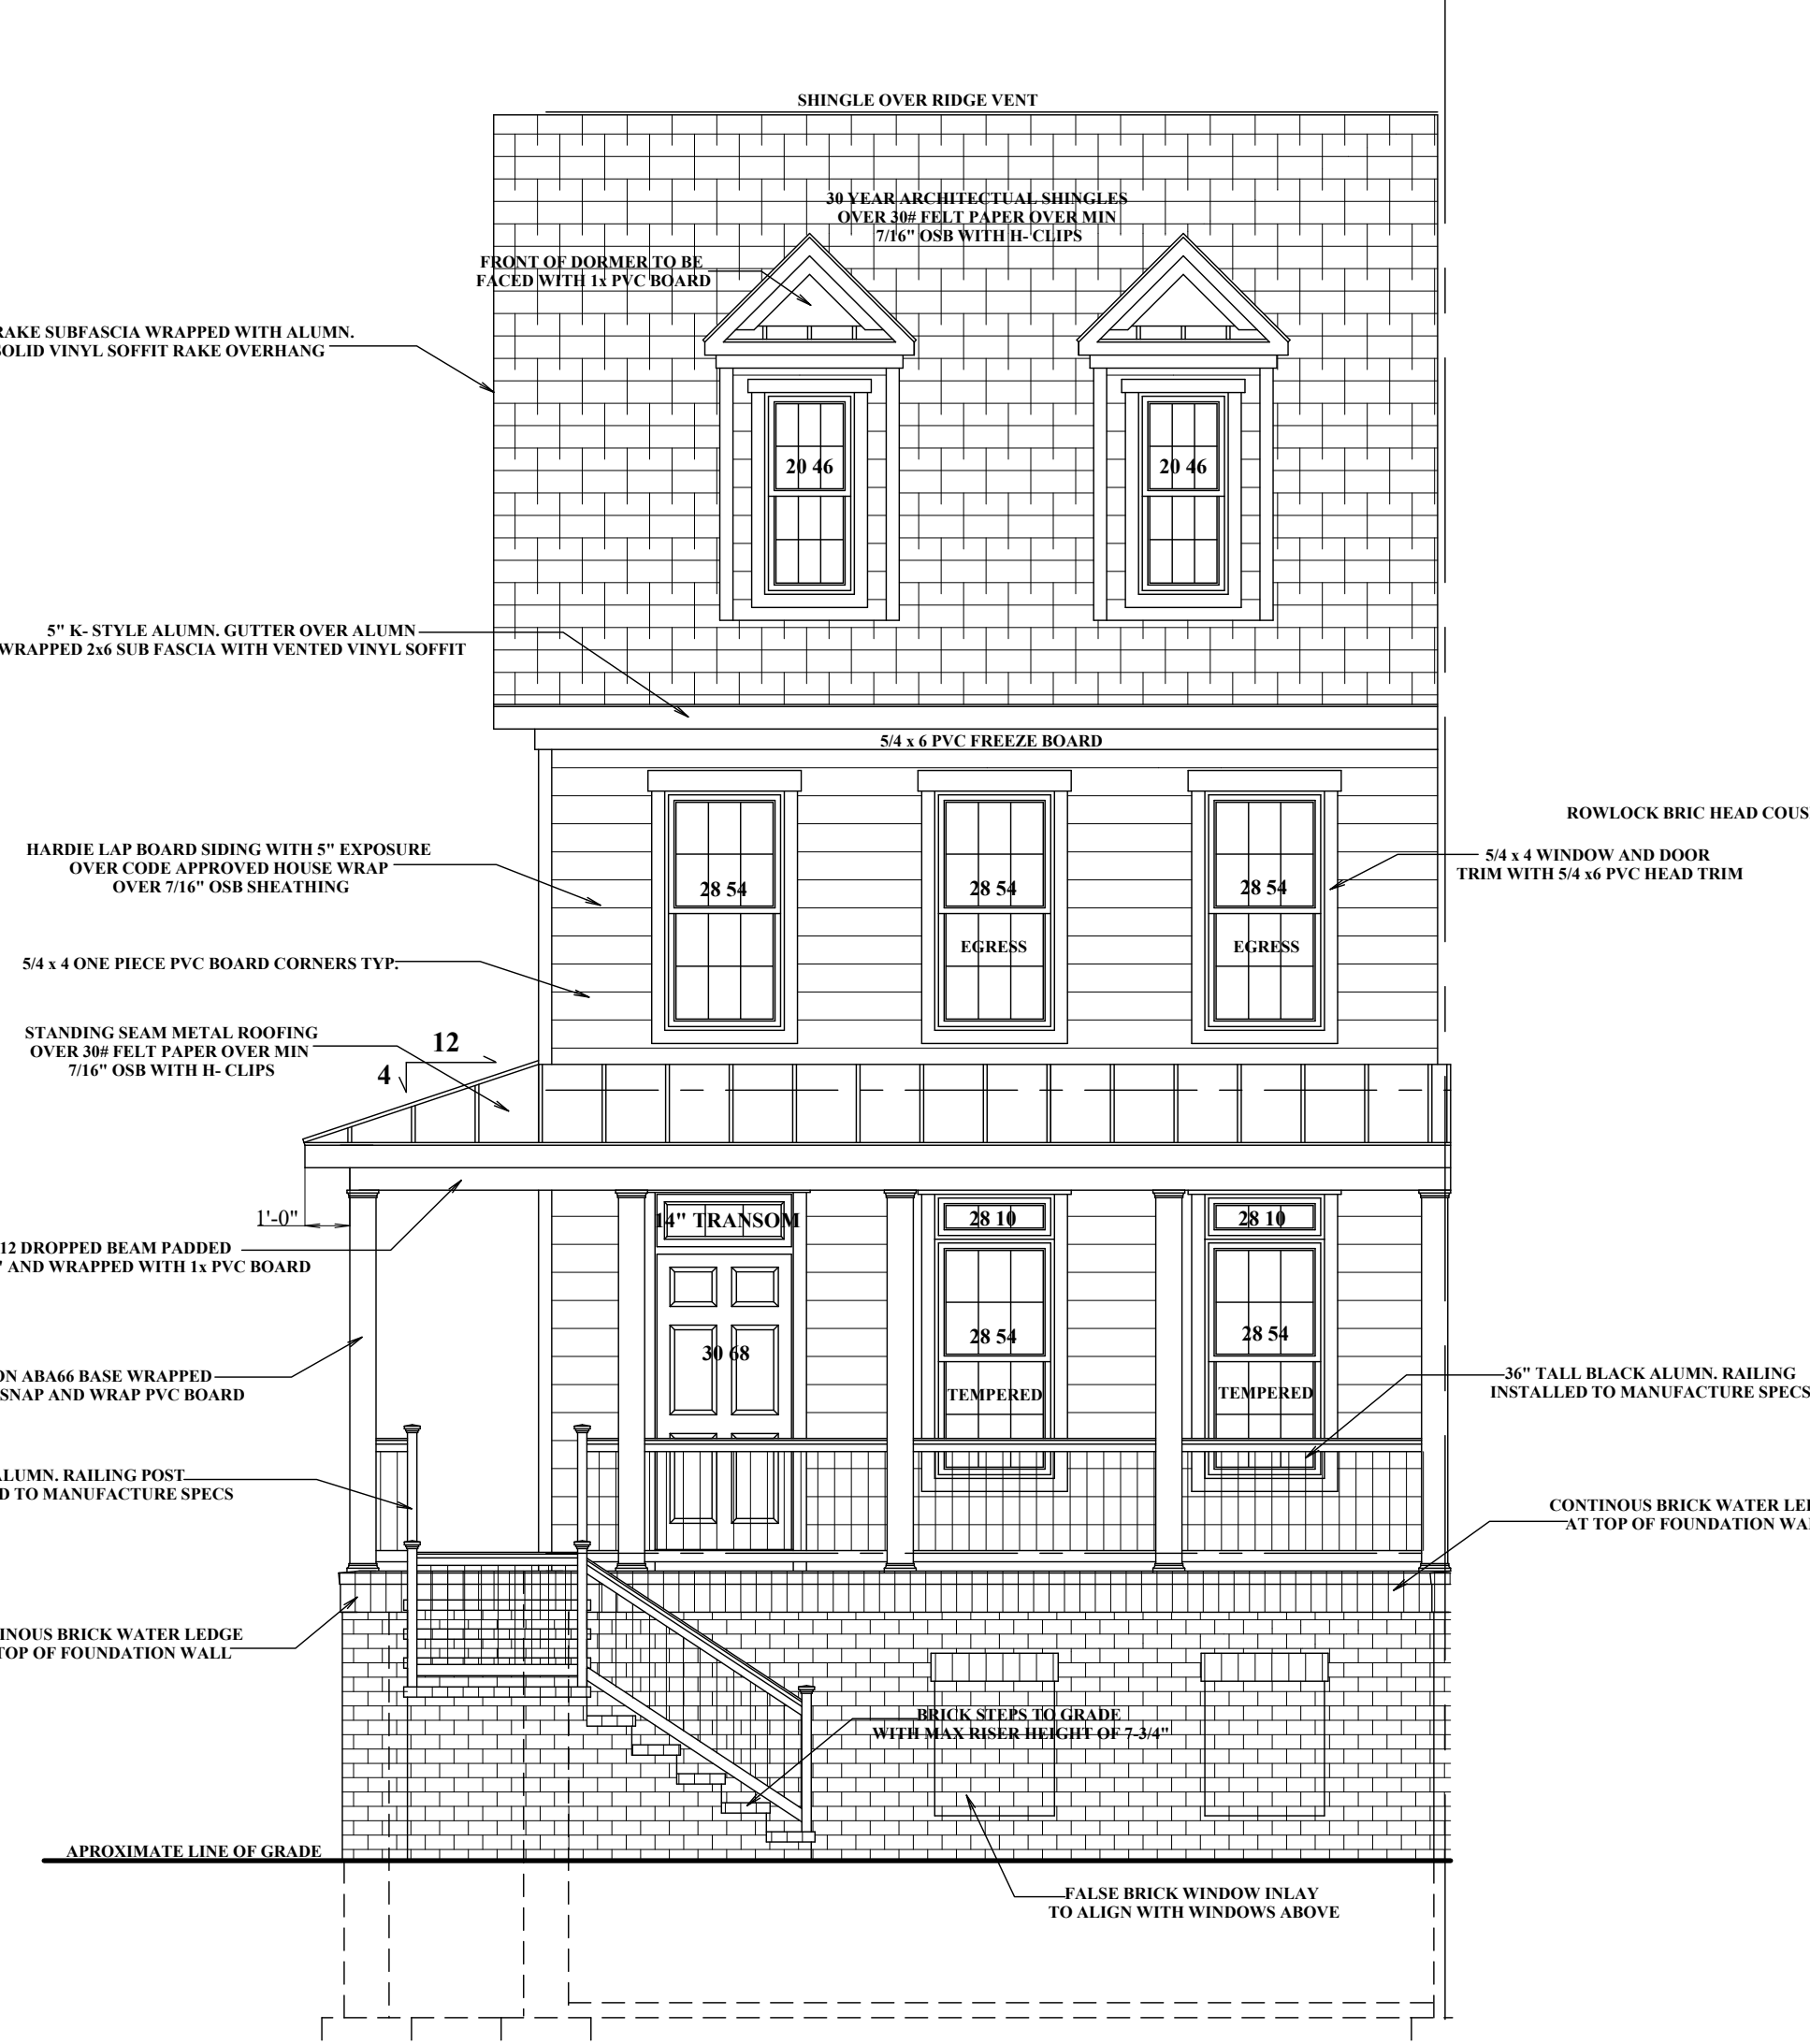 SHINGLE OVER RIDGE VENT
30 YEAR ARCHITECTUAL SHINGLES
OVER 30# FELT PAPER OVER MIN
7/16" OSB WITH H- CLIPS
FRONT OF DORMER TO BE
FACED WITH 1x PVC BOARD
RAKE SUBFASCIA WRAPPED WITH ALUMN.
SOLID VINYL SOFFIT RAKE OVERHANG
20 46
20 46
5" K- STYLE ALUMN. GUTTER OVER ALUMN
WRAPPED 2x6 SUB FASCIA WITH VENTED VINYL SOFFIT
5/4 x 6 PVC FREEZE BOARD
ROWLOCK BRIC HEAD COUS
HARDIE LAP BOARD SIDING WITH 5" EXPOSURE
OVER CODE APPROVED HOUSE WRAP
OVER 7/16" OSB SHEATHING
5/4 x 4 WINDOW AND DOOR
TRIM WITH 5/4 x6 PVC HEAD TRIM
28 54
28 54
28 54
EGRESS
EGRESS
5/4 x 4 ONE PIECE PVC BOARD CORNERS TYP.
STANDING SEAM METAL ROOFING
OVER 30# FELT PAPER OVER MIN
7/16" OSB WITH H- CLIPS
12
4
1'-0"
14" TRANSOM
28 10
28 10
12 DROPPED BEAM PADDED
" AND WRAPPED WITH 1x PVC BOARD
30 68
28 54
28 54
TEMPERED
TEMPERED
ON ABA66 BASE WRAPPED
SNAP AND WRAP PVC BOARD
36" TALL BLACK ALUMN. RAILING
INSTALLED TO MANUFACTURE SPECS
ALUMN. RAILING POST
D TO MANUFACTURE SPECS
CONTINOUS BRICK WATER LE
AT TOP OF FOUNDATION WA
INOUS BRICK WATER LEDGE
TOP OF FOUNDATION WALL
BRICK STEPS TO GRADE
WITH MAX RISER HEIGHT OF 7-3/4"
APROXIMATE LINE OF GRADE
FALSE BRICK WINDOW INLAY
TO ALIGN WITH WINDOWS ABOVE